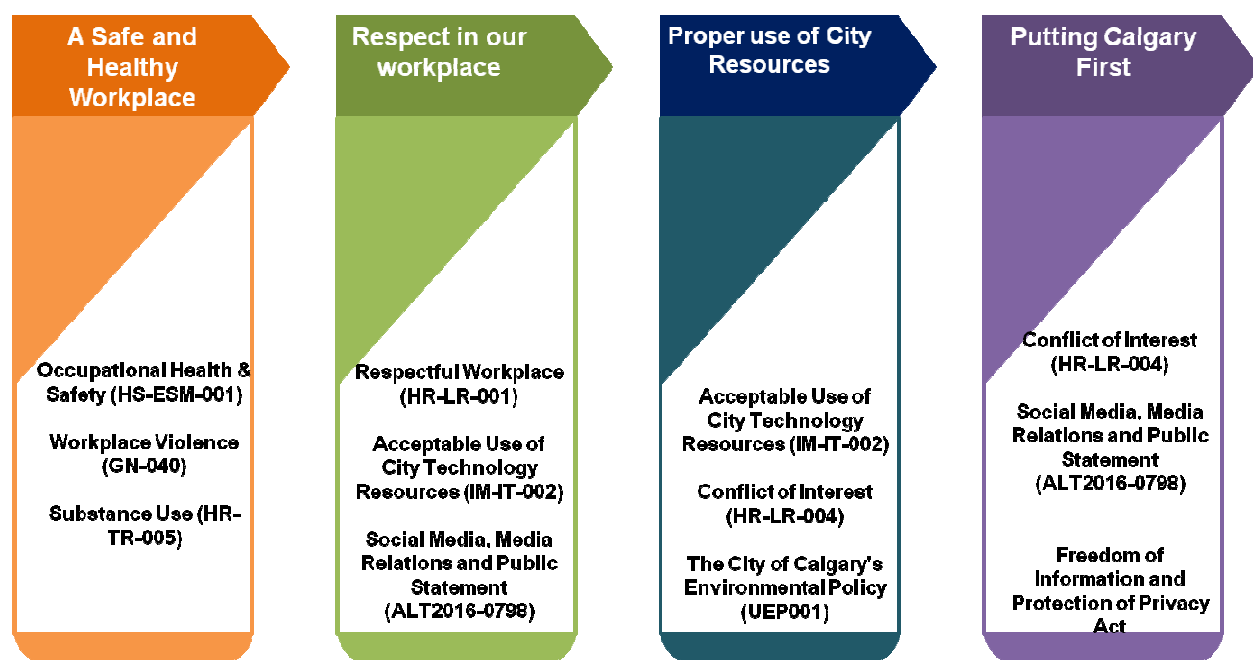 A Safe and
Healthy
Workplace
Occupational Health &
Safety (HS-ESM-001)
Workplace Violence
(GN-040)
Substance Use (HR-
TR-005)
Respect in our
workplace
Respectful Workplace
(HR-LR-001)
Acceptable Use of
City Technology
Resources (IM-IT-002)
Social Media, Media
Relations and Public
Statement
(ALT2016-0798)
Proper use of City
Resources
Acceptable Use of
City Technology
Resources (IM-IT-002)
Conflict of Interest
(HR-LR-004)
The City of Calgary's
Environmental Policy
(UEP001)
Putting Calgary
First
Conflict of Interest
(HR-LR-004)
Social Media, Media
Relations and Public
Statement
(ALT2016-0798)
Freedom of
Information and
Protection of Privacy
Act